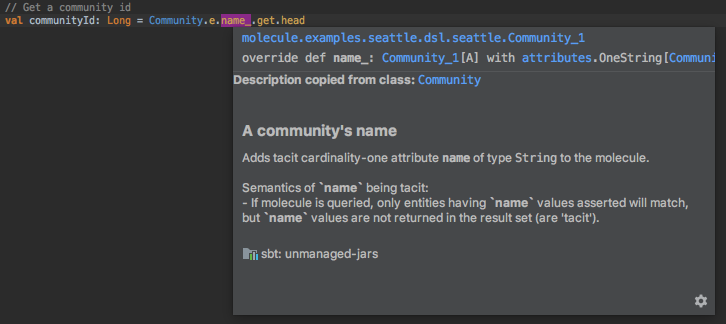 // Get a community id
val communityId: Long = Community.e.name_.get.head
molecule.examples.seattle.dsl.seattle.Community_1
override def name_: Community_1[A] with attributes.OneString[Communi
Description copied from class: Community
A community's name
Adds tacit cardinality-one attribute name of type String to the molecule.
Semantics of `name` being tacit:
- If molecule is queried, only entities having `name` values asserted will match,
but `name` values are not returned in the result set (are 'tacit').
sbt: unmanaged-jars